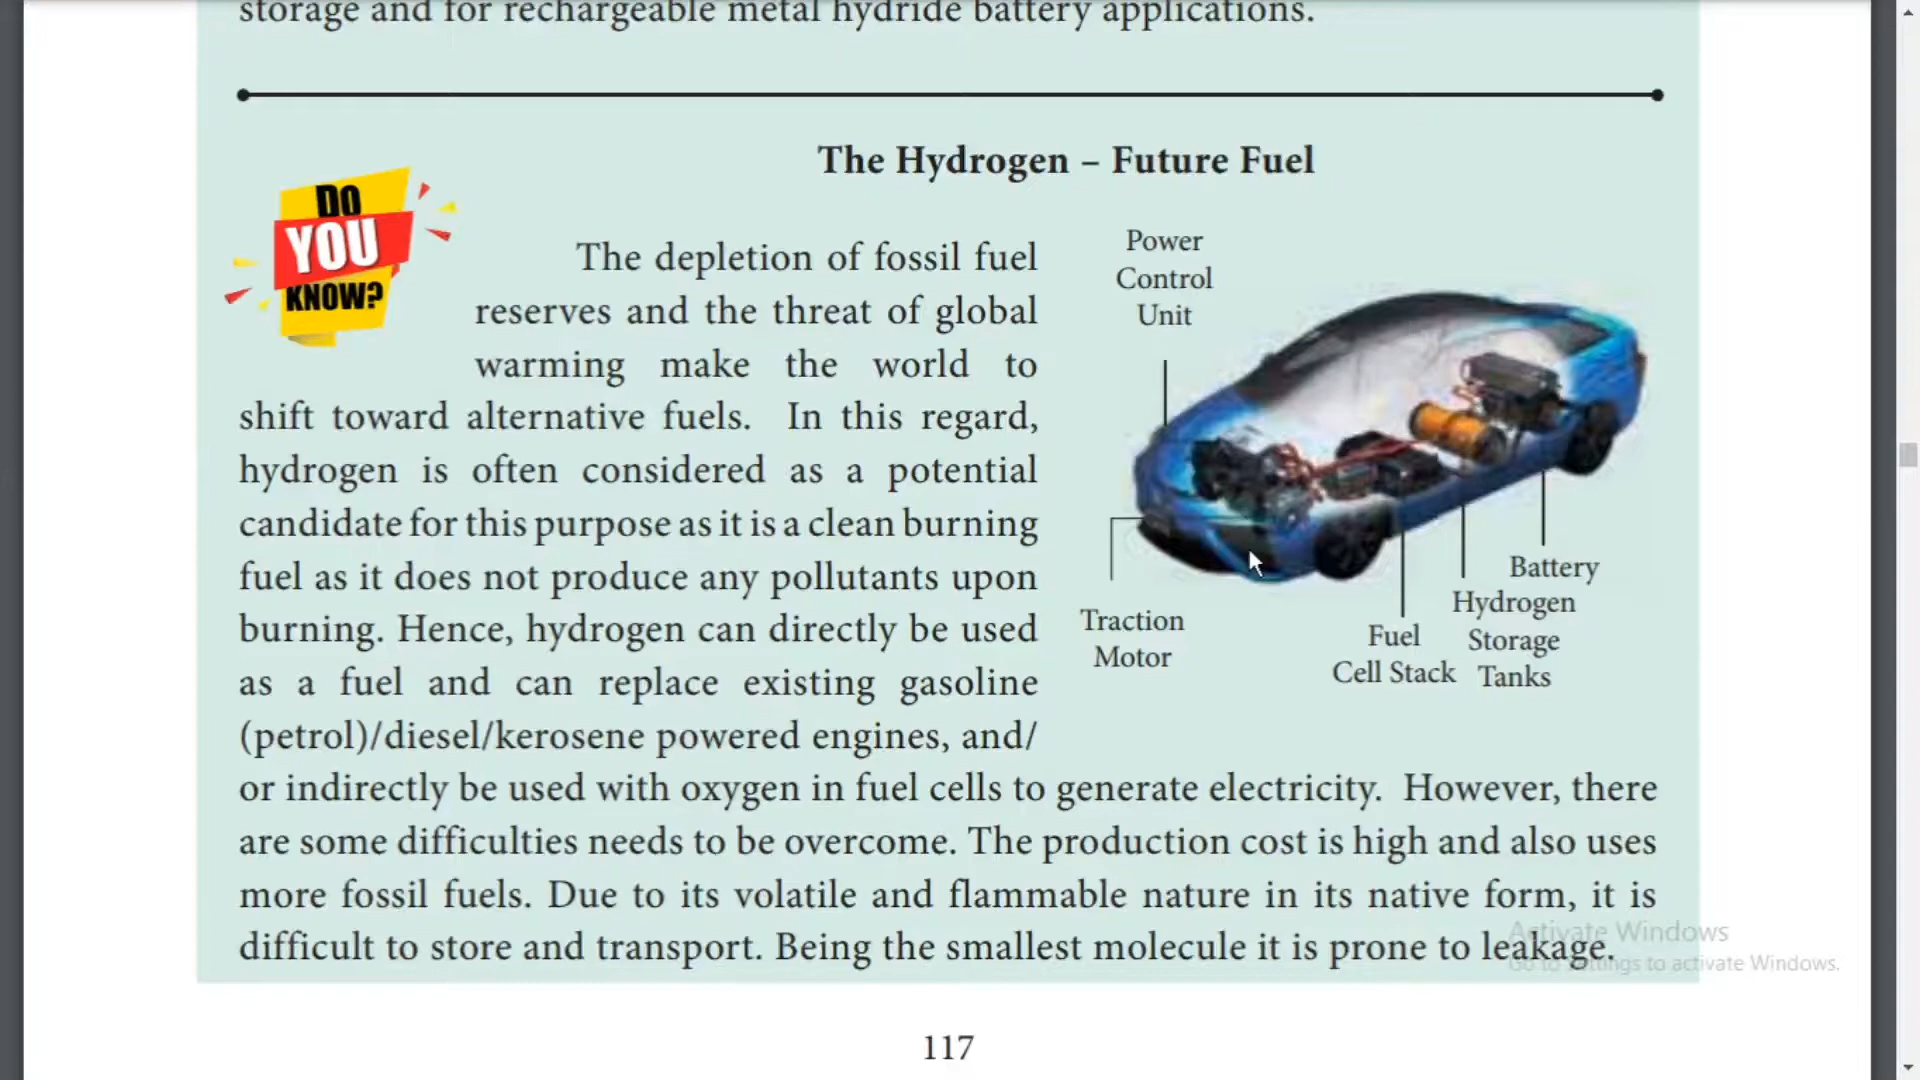 storage and for rechargeable metal hydride battery applications.
The Hydrogen – Future Fuel
DO
YOU
KNOW?
The depletion of fossil fuel
reserves and the threat of global
warming make the world to
shift toward alternative fuels. In this regard,
hydrogen is often considered as a potential
candidate for this purpose as it is a clean burning
fuel as it does not produce any pollutants upon
burning. Hence, hydrogen can directly be used
as a fuel and can replace existing gasoline
(petrol)/diesel/kerosene powered engines, and/
or indirectly be used with oxygen in fuel cells to generate electricity. However, there
are some difficulties needs to be overcome. The production cost is high and also uses
more fossil fuels. Due to its volatile and flammable nature in its native form, it is
difficult to store and transport. Being the smallest molecule it is prone to leakage.
Power
Control
Unit
Traction
Motor
Fuel
Cell Stack
Hydrogen
Storage
Tanks
Battery
Activate Windows
Go to Settings to activate Windows.
117